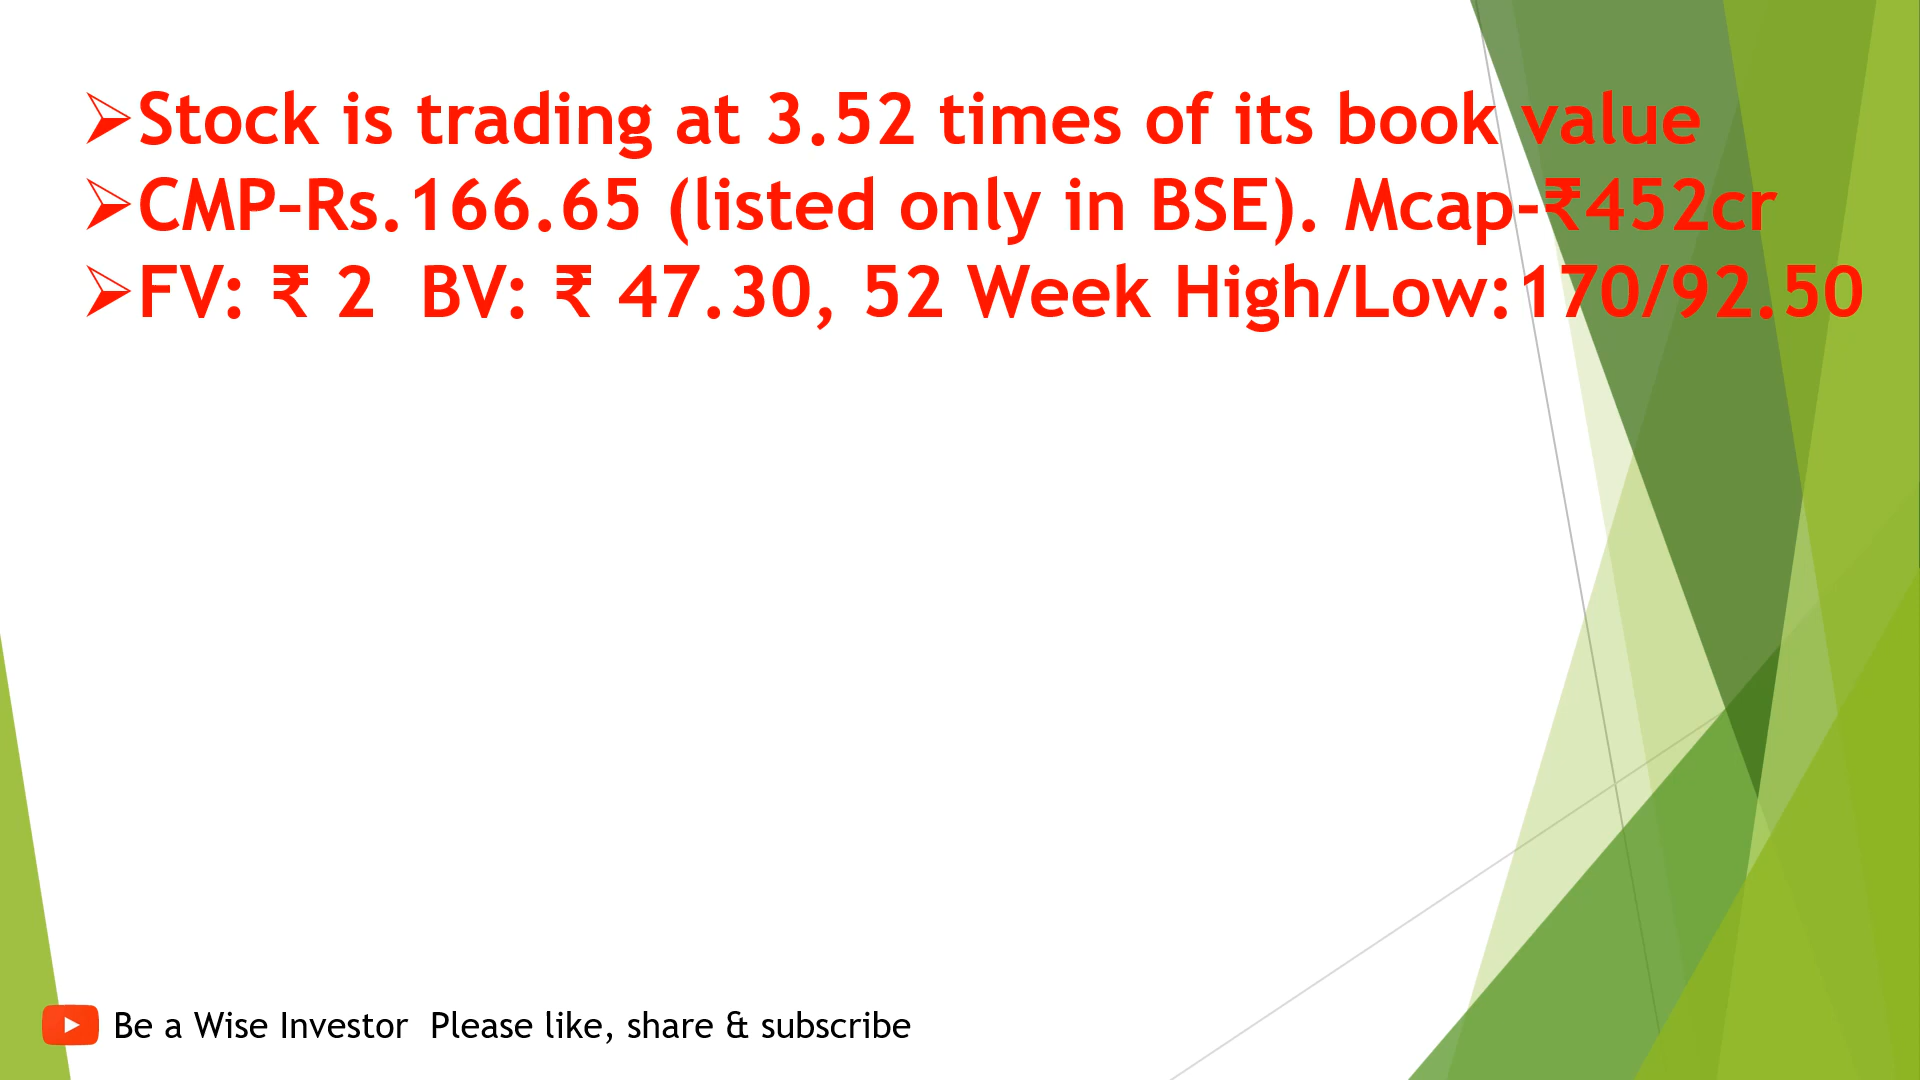 ➢Stock is trading at 3.52 times of its book value
➢CMP–Rs.166.65 (listed only in BSE). Mcap-₹452cr
➢FV: ₹ 2  BV: ₹ 47.30, 52 Week High/Low:170/92.50
Be a Wise Investor  Please like, share & subscribe